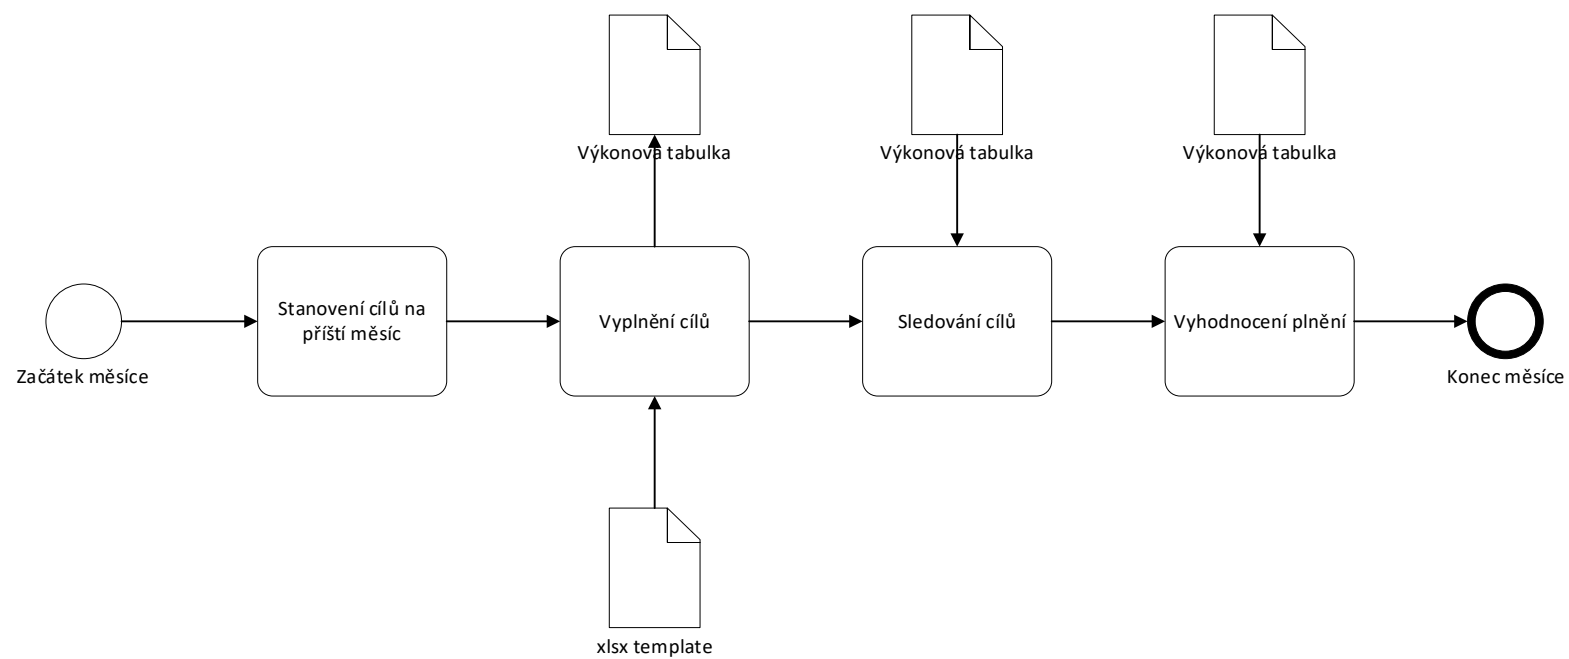 Výkonová tabulka
Výkonová tabulka
Výkonová tabulka
Začátek měsíce
Stanovení cílů na
příští měsíc
Vyplnění cílů
Sledování cílů
Vyhodnocení plnění
Konec měsíce
xlsx template